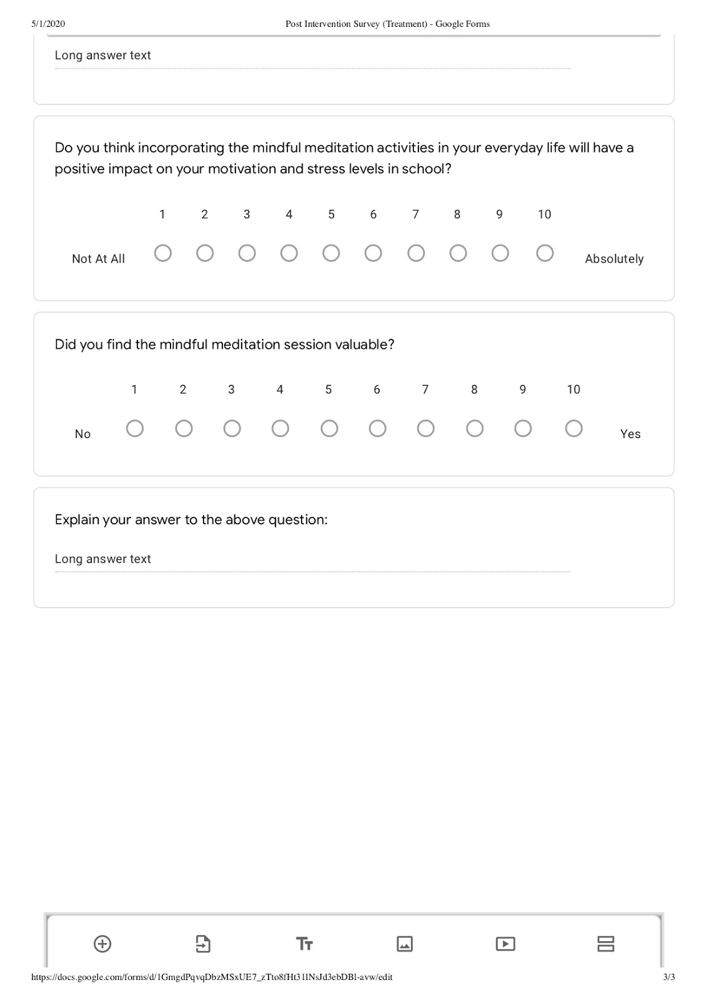 5/1/2020 Post Intervention Survey (Treatment) - Google Forms
Long answer text
Do you think incorporating the mindful meditation activities in your everyday life will have a
positive impact on your motivation and stress levels in school?
1 2 3 4 5 6 7 8 9 10
Not At All Absolutely
Did you find the mindful meditation session valuable?
1 2 3 4 5 6 7 8 9 10
No Yes
Explain your answer to the above question:
Long answer text
Tт
https://docs.google.com/forms/d/1GmgdPqvqDbzMSxUE7_zTto8fHt31lNsJd3ebDBl-avw/edit 3/3